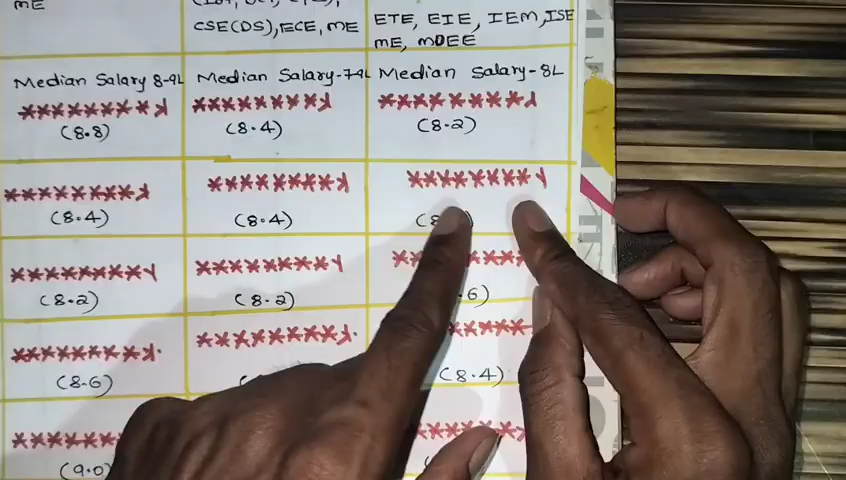 ME
CSE(DS), ECE, ME
ETE, EIE, IEM, ISE
ME, MDEE
Median Salary 8-9L
(8.8)
Median Salary-7-9L
(8.4)
Median Salary-8L
(8.2)
(8.4)
(8.4)
(8.2)
(8.2)
.6)
(8.6)
(8.4)
(9.0)